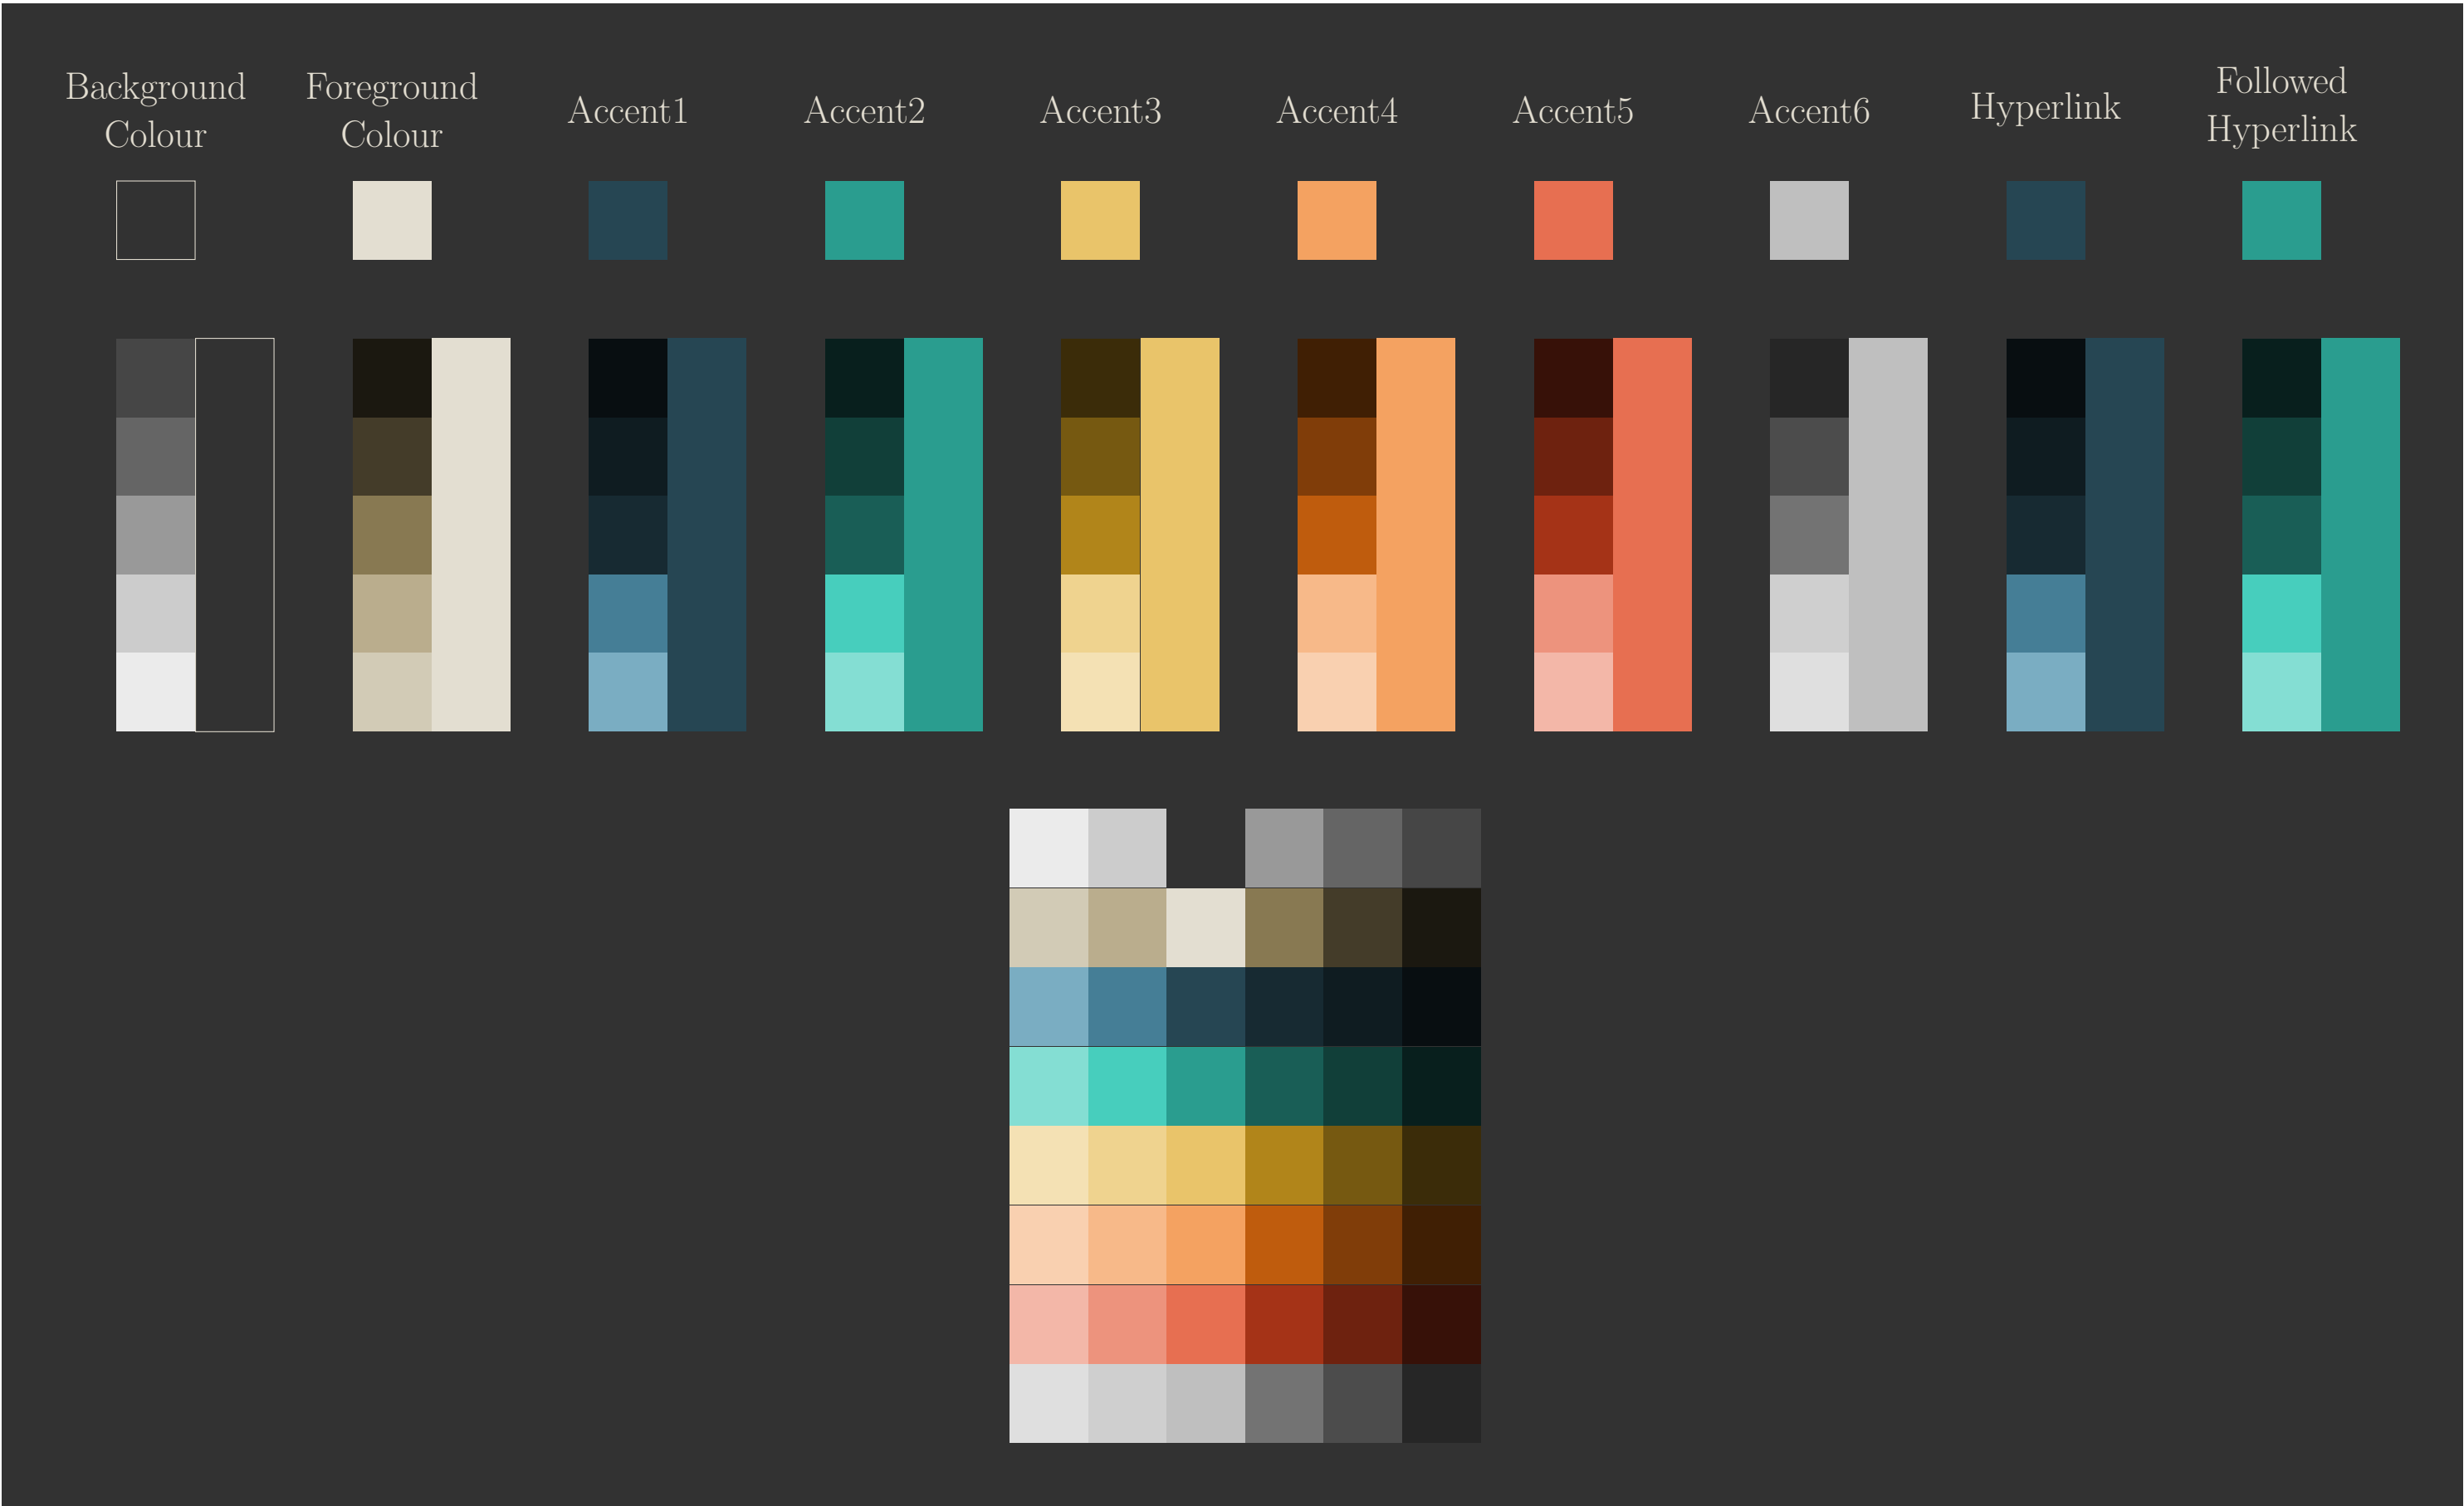 Background
Colour
Foreground
Colour
Accent1
Accent2
Accent3
Accent4
Accent5
Accent6
Hyperlink
Followed
Hyperlink